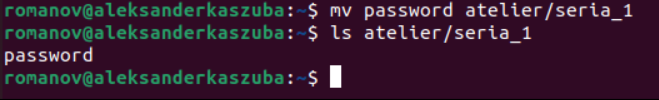 romanov@aleksanderkaszuba:~$ mv password atelier/seria_1
romanov@aleksanderkaszuba:~$ ls atelier/seria_1
password
romanov@aleksanderkaszuba:~$